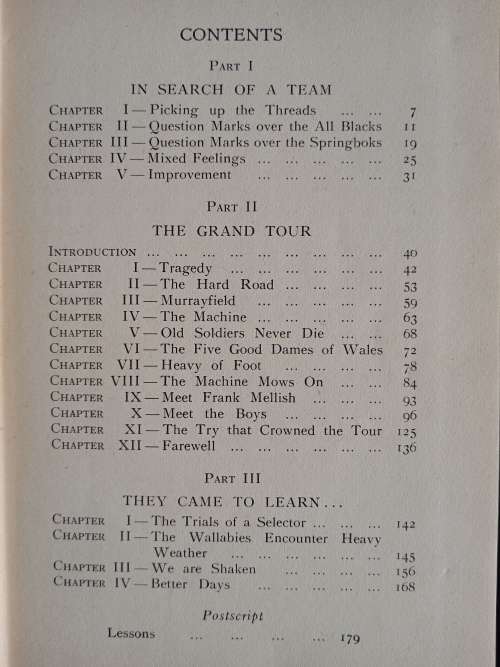 CONTENTS
PART I
IN SEARCH OF A TEAM
CHAPTER I — Picking up the Threads ... ... 7
CHAPTER II — Question Marks over the All Blacks 11
CHAPTER III — Question Marks over the Springboks 19
CHAPTER IV — Mixed Feelings ... ... ... ... 25
CHAPTER V — Improvement ... ... ... ... 31
PART II
THE GRAND TOUR
INTRODUCTION ... ... ... ... ... ... ... ... ... 40
CHAPTER I — Tragedy ... ... ... ... ... 42
CHAPTER II — The Hard Road ... ... ... ... 53
CHAPTER III — Murrayfield ... ... ... ... 59
CHAPTER IV — The Machine ... ... ... ... ... 63
CHAPTER V — Old Soldiers Never Die ... ... 68
CHAPTER VI — The Five Good Dames of Wales 72
CHAPTER VII — Heavy of Foot ... ... ... ... 78
CHAPTER VIII — The Machine Mows On ... ... 84
CHAPTER IX — Meet Frank Mellish ... ... ... 93
CHAPTER X — Meet the Boys ... ... ... ... 96
CHAPTER XI — The Try that Crowned the Tour 125
CHAPTER XII — Farewell ... ... ... ... ... ... 136
PART III
THEY CAME TO LEARN ...
CHAPTER I — The Trials of a Selector ... ... ... 142
CHAPTER II — The Wallabies Encounter Heavy
Weather ... ... ... ... ... ... 145
CHAPTER III — We are Shaken ... ... ... ... 156
CHAPTER IV — Better Days ... ... ... ... ... 168
Postscript
Lessons ... ... ... ... 179